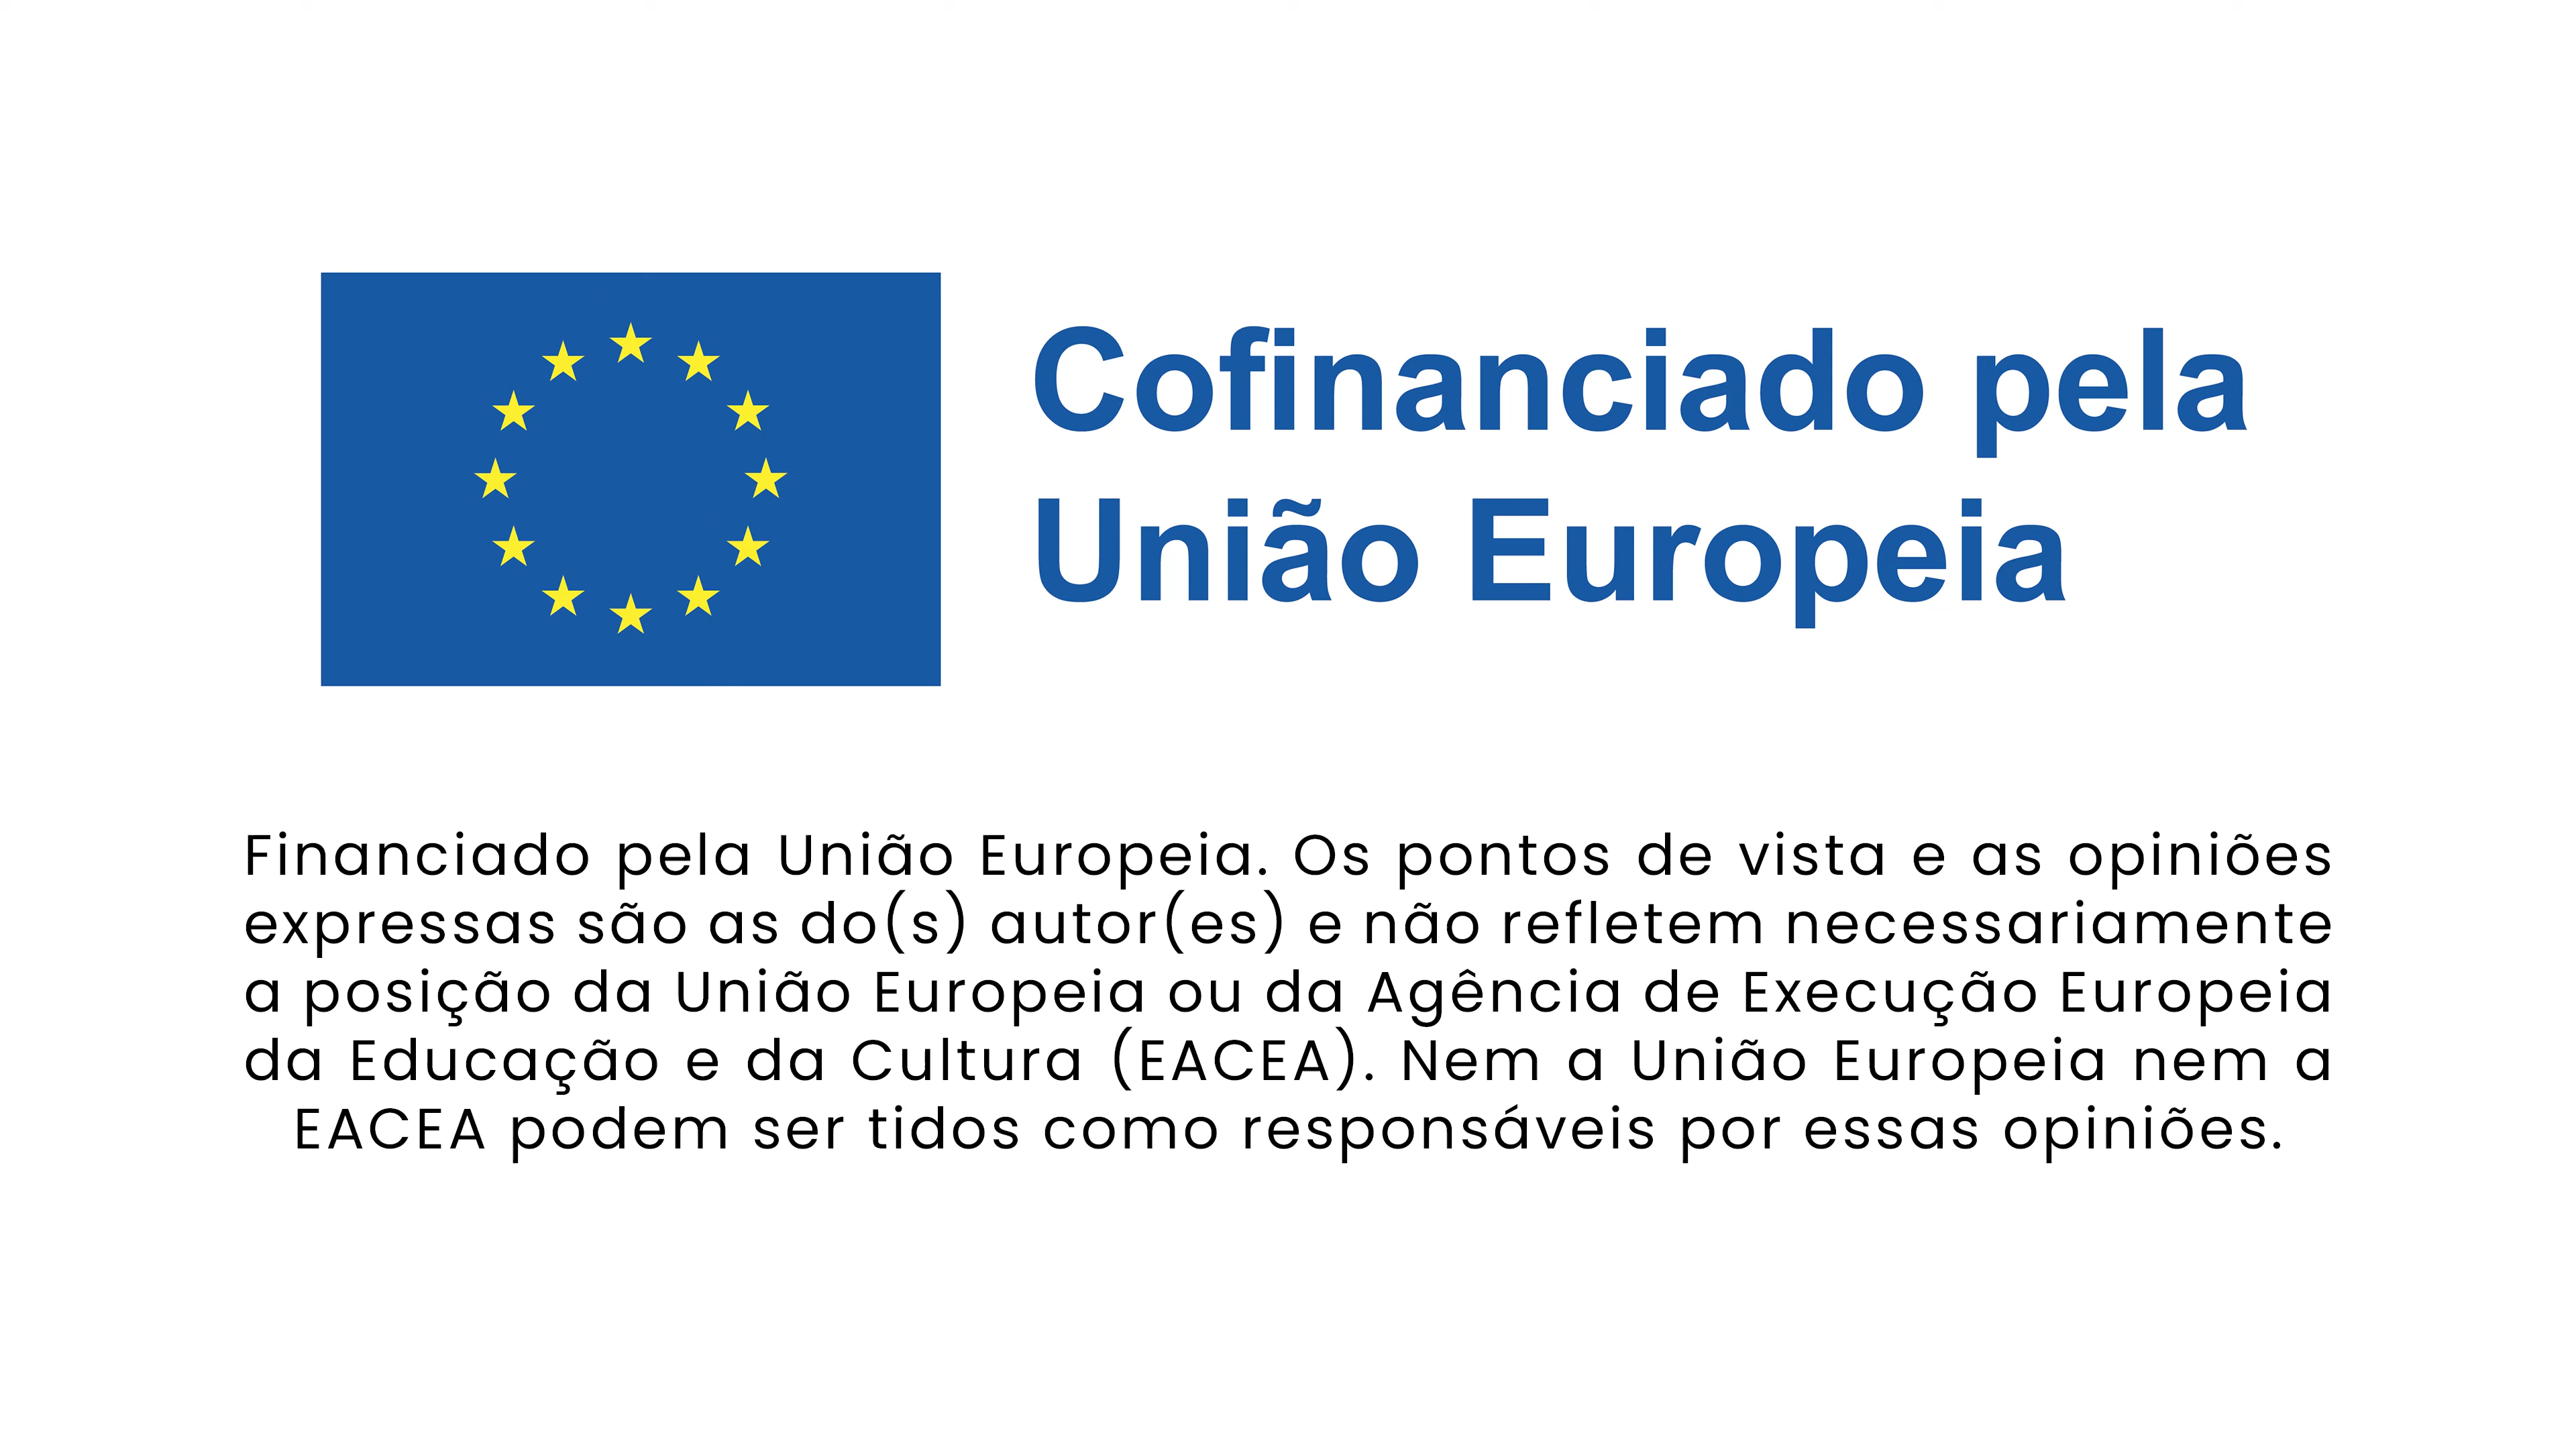 Cofinanciado pela
União Europeia
Financiado pela União Europeia. Os pontos de vista e as opiniões
expressas são as do(s) autor(es) e não refletem necessariamente
a posição da União Europeia ou da Agência de Execução Europeia
da Educação e da Cultura (EACEA). Nem a União Europeia nem a
EACEA podem ser tidos como responsáveis por essas opiniões.